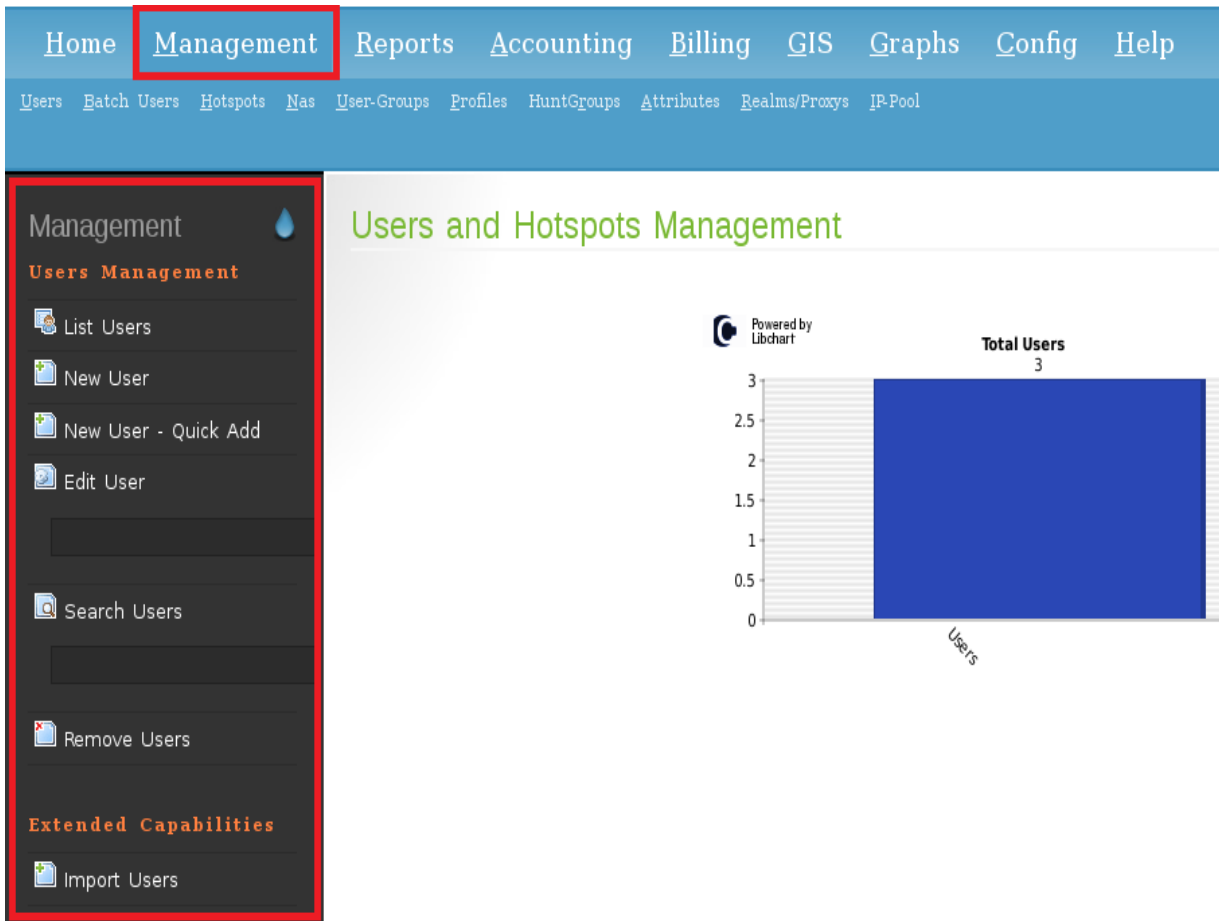 Home Management Reports Accounting Billing GIS Graphs Config Help
Users Batch Users Hotspots Nas User-Groups Profiles HuntGroups Attributes Realms/Proxys IP-Pool
Management
Users Management
List Users
New User
New User - Quick Add
Edit User
Search Users
Remove Users
Extended Capabilities
Import Users
Users and Hotspots Management
Powered by
Libchart
Total Users
3
3
2.5
2
1.5
1
0.5
0
Users